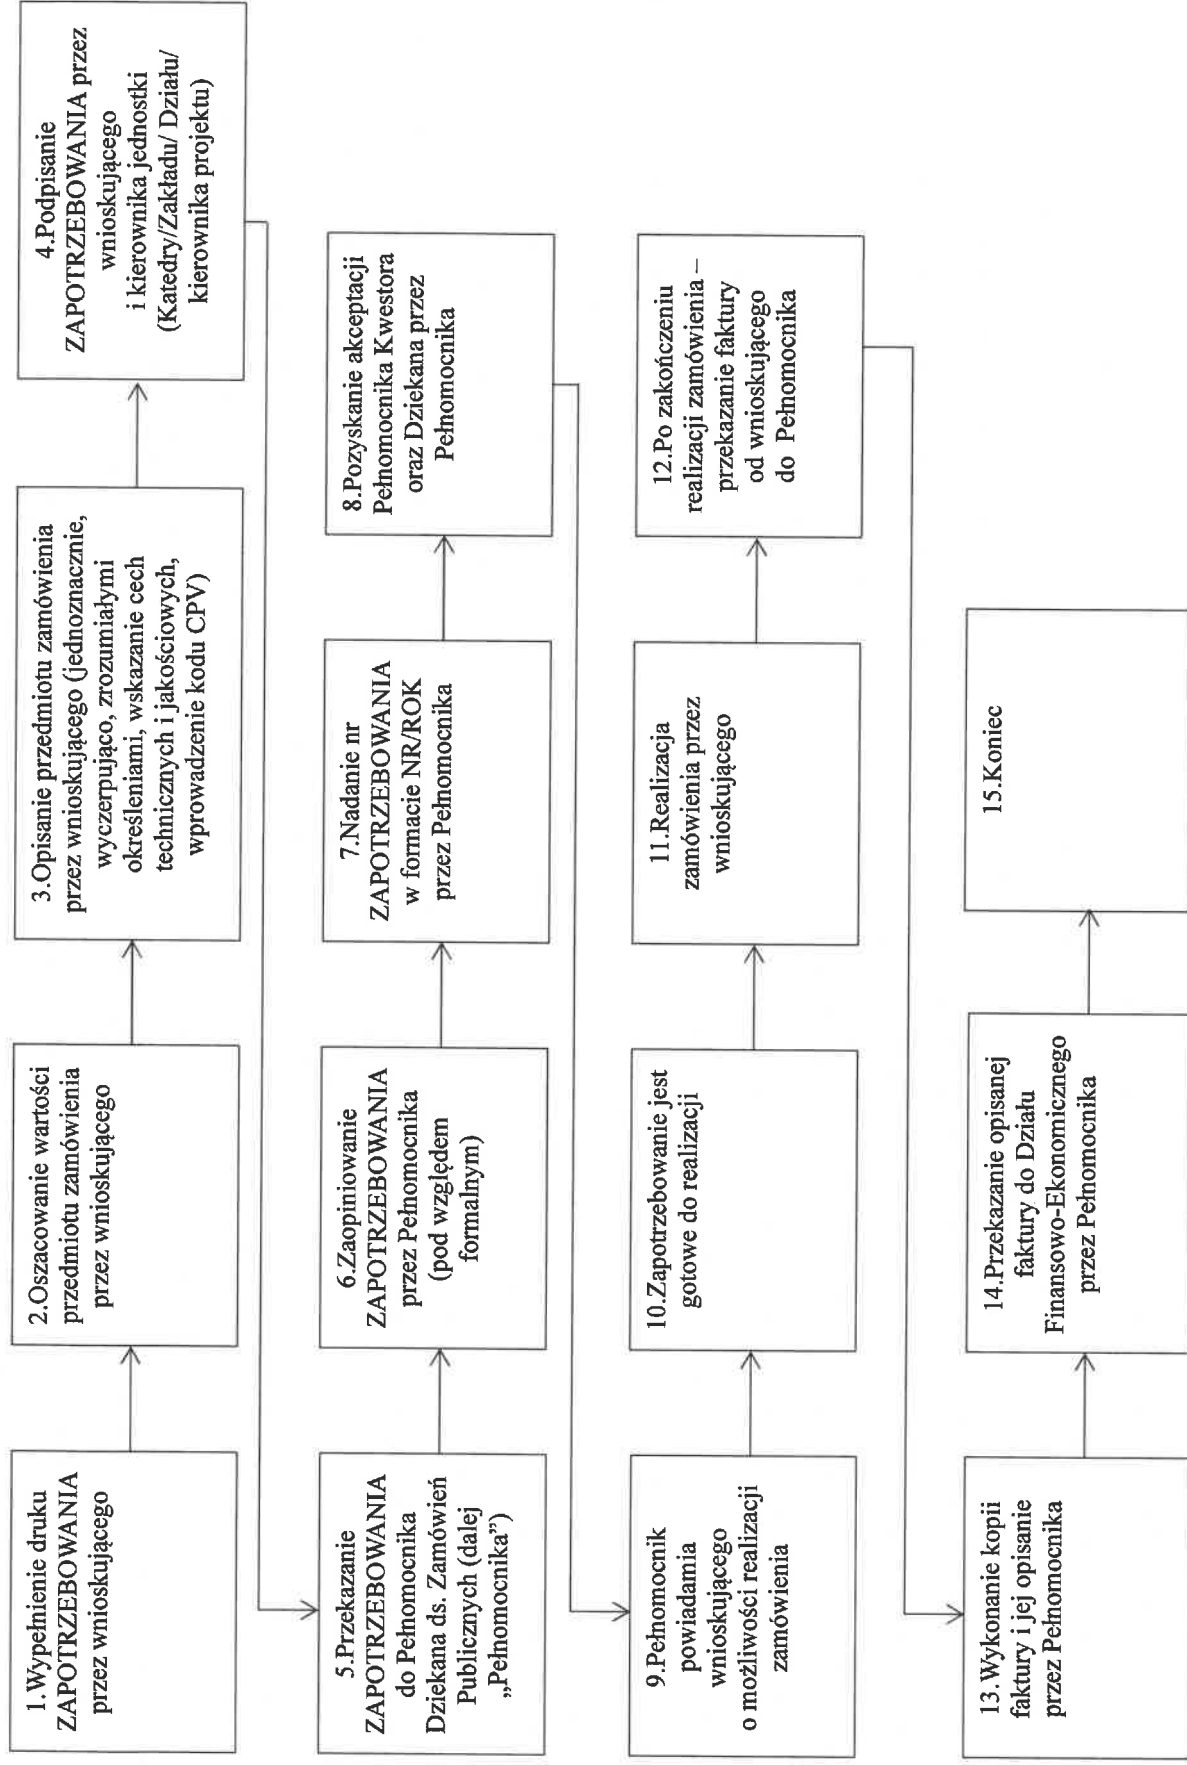 1.Wypełnienie druku
ZAPOTRZEBOWANIA
przez wnioskującego
2.Oszacowanie wartości
przedmiotu zamówienia
przez wnioskującego
3.Opisanie przedmiotu zamówienia
przez wnioskującego (jednoznacznie,
wyczerpująco, zrozumiałymi
określeniami, wskazanie cech
technicznych i jakościowych,
wprowadzenie kodu CPV)
4.Podpisanie
ZAPOTRZEBOWANIA przez
wnioskującego
i kierownika jednostki
(Katedry/Zakładu/ Działu/
kierownika projektu)
5.Przekazanie
ZAPOTRZEBOWANIA
do Pełnomocnika
Dziekana ds. Zamówień
Publicznych (dalej
„Pełnomocnika”)
6.Zaopiniowanie
ZAPOTRZEBOWANIA
przez Pełnomocnika
(pod względem
formalnym)
7.Nadanie nr
ZAPOTRZEBOWANIA
w formacie NR/ROK
przez Pełnomocnika
8.Pozyskanie akceptacji
Pełnomocnika Kwestora
oraz Dziekana przez
Pełnomocnika
9.Pełnomocnik
powiadamia
wnioskującego
o możliwości realizacji
zamówienia
10.Zapotrzebowanie jest
gotowe do realizacji
11.Realizacja
zamówienia przez
wnioskującego
12.Po zakończeniu
realizacji zamówienia –
przekazanie faktury
od wnioskującego
do Pełnomocnika
13.Wykonanie kopii
faktury i jej opisanie
przez Pełnomocnika
14.Przekazanie opisanej
faktury do Działu
Finansowo-Ekonomicznego
przez Pełnomocnika
15.Koniec